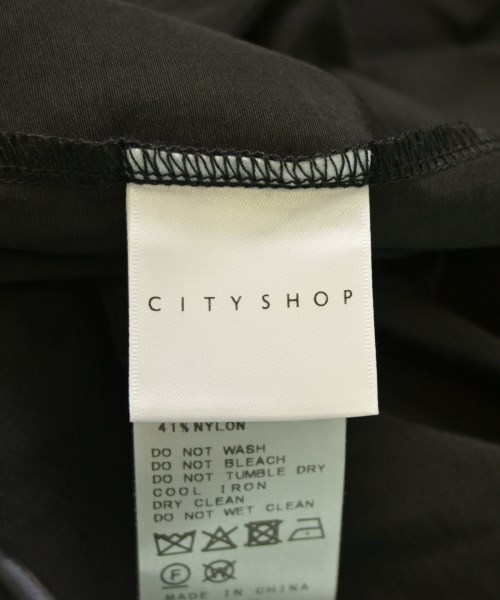 CITYSHOP
41% NYLON
DO NOT WASH
DO NOT BLEACH
DO NOT TUMBLE DRY
COOL IRON
DRY CLEAN
DO NOT WET CLEAN
F W
MADE IN CHINA